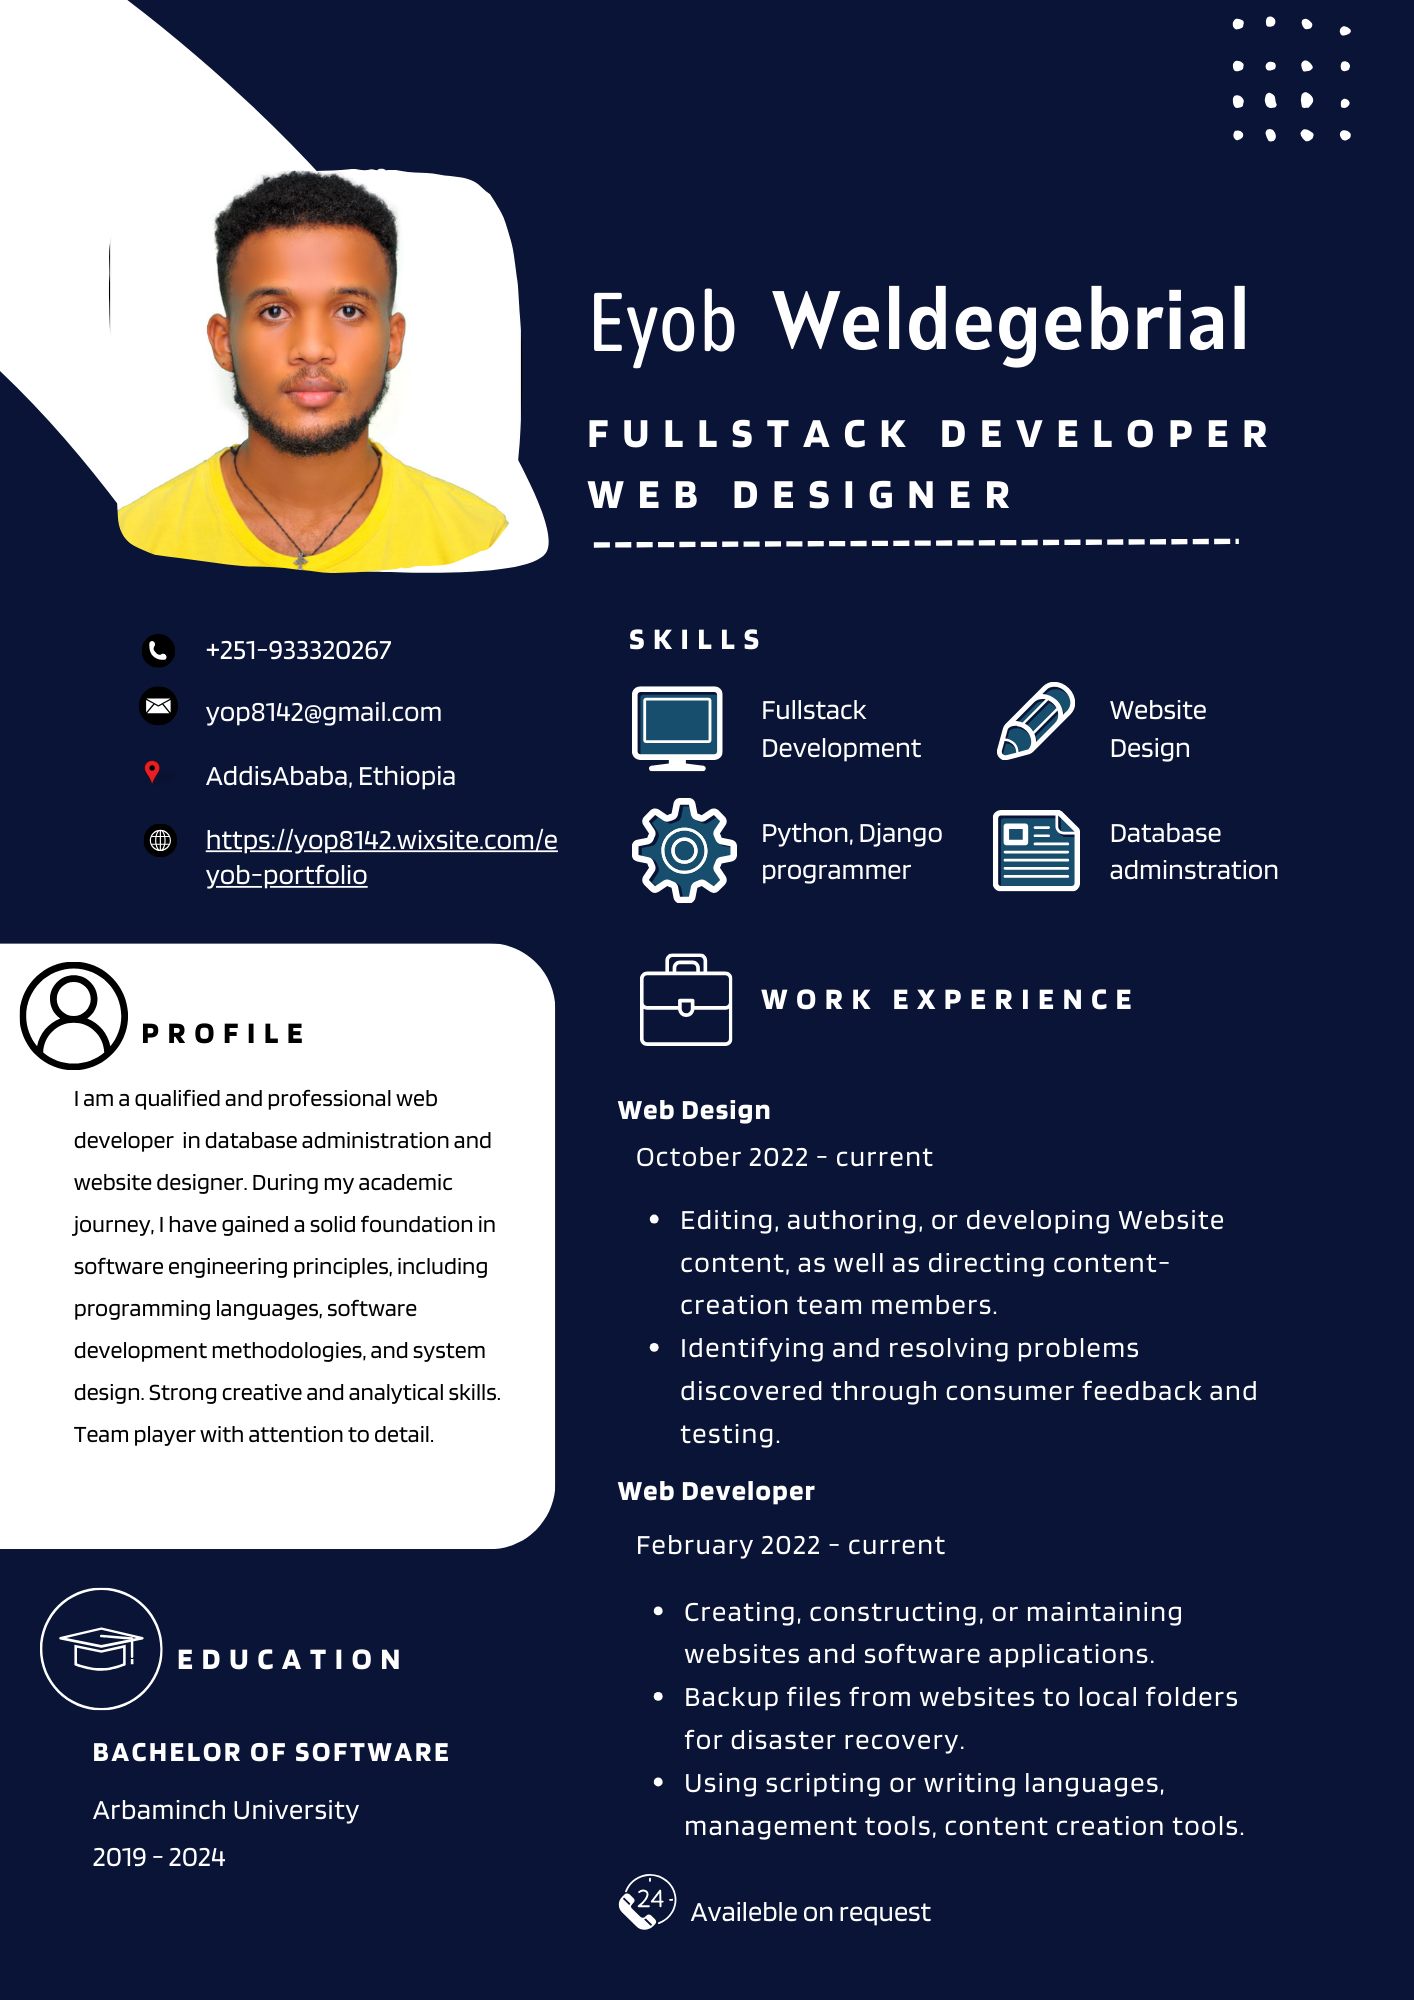 Eyob Weldegebrial
FULLSTACK DEVELOPER
WEB DESIGNER
+251-933320267
yop8142@gmail.com
AddisAbaba, Ethiopia
https://yop8142.wixsite.com/e
yob-portfolio
SKILLS
Fullstack
Development
Website
Design
Python, Django
programmer
Database
adminstration
PROFILE
I am a qualified and professional web
developer in database administration and
website designer. During my academic
journey, I have gained a solid foundation in
software engineering principles, including
programming languages, software
development methodologies, and system
design. Strong creative and analytical skills.
Team player with attention to detail.
EDUCATION
BACHELOR OF SOFTWARE
Arbaminch University
2019 - 2024
WORK EXPERIENCE
Web Design
October 2022 - current
• Editing, authoring, or developing Website
content, as well as directing content-
creation team members.
• Identifying and resolving problems
discovered through consumer feedback and
testing.
Web Developer
February 2022 - current
• Creating, constructing, or maintaining
websites and software applications.
• Backup files from websites to local folders
for disaster recovery.
• Using scripting or writing languages,
management tools, content creation tools.
24
Availeble on request